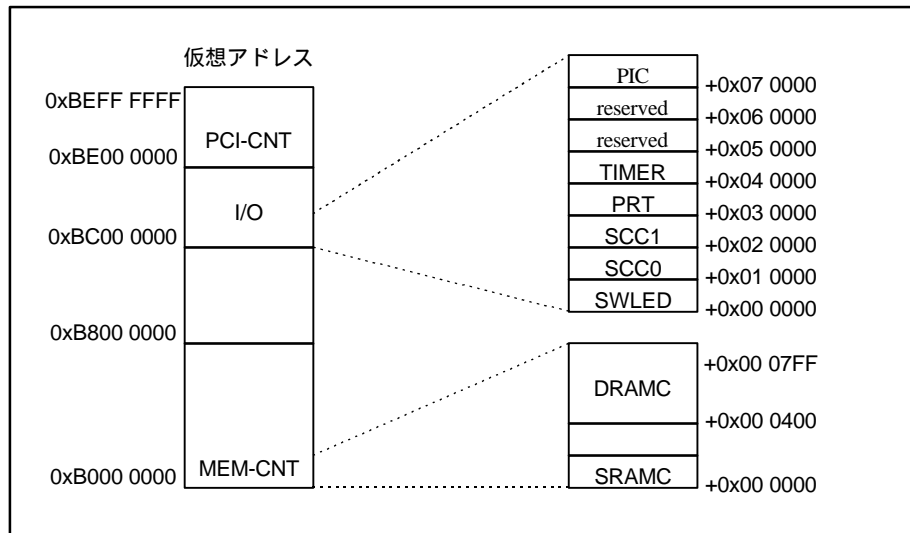 仮想アドレス
0xBEFF FFFF
PCI-CNT
0xBE00 0000
I/O
0xBC00 0000
0xB800 0000
MEM-CNT
0xB000 0000
PIC
+0x07 0000
reserved
+0x06 0000
reserved
+0x05 0000
TIMER
+0x04 0000
PRT
+0x03 0000
SCC1
+0x02 0000
SCC0
+0x01 0000
SWLED
+0x00 0000
+0x00 07FF
DRAMC
+0x00 0400
SRAMC
+0x00 0000